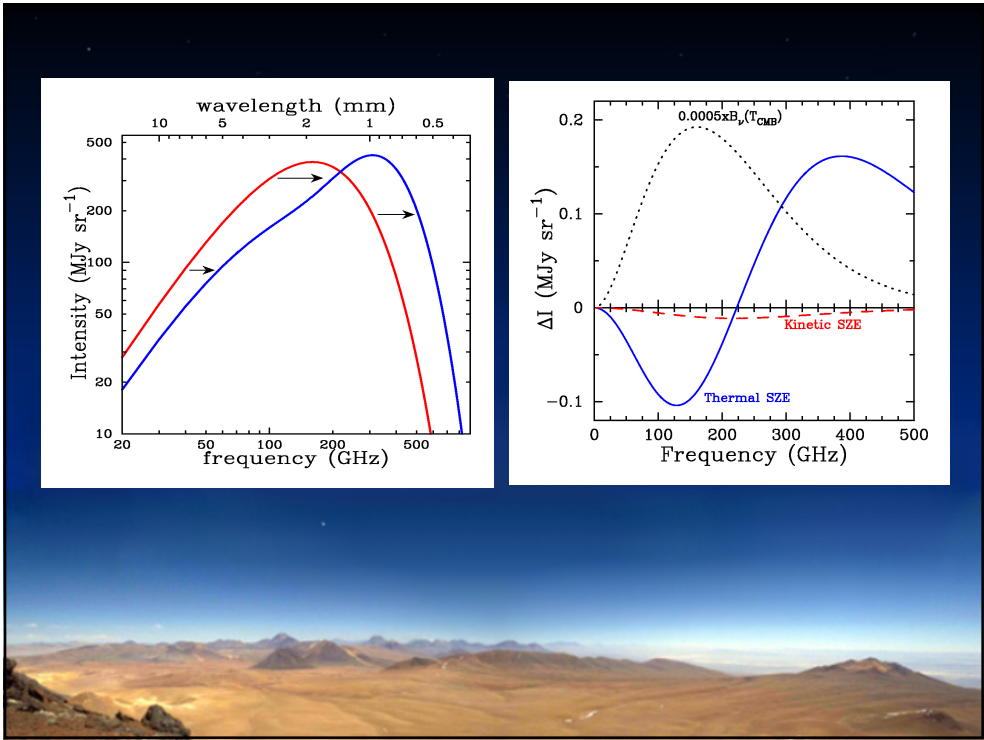 wavelength (mm)
10 5 2 1 0.5
500
200
100
50
20
10
Intensity (MJy sr−1)
20 50 100 200 500
frequency (GHz)
0.0005xBν(TCMB)
0.2
0.1
0
−0.1
ΔI (MJy sr−1)
Kinetic SZE
Thermal SZE
0 100 200 300 400 500
Frequency (GHz)